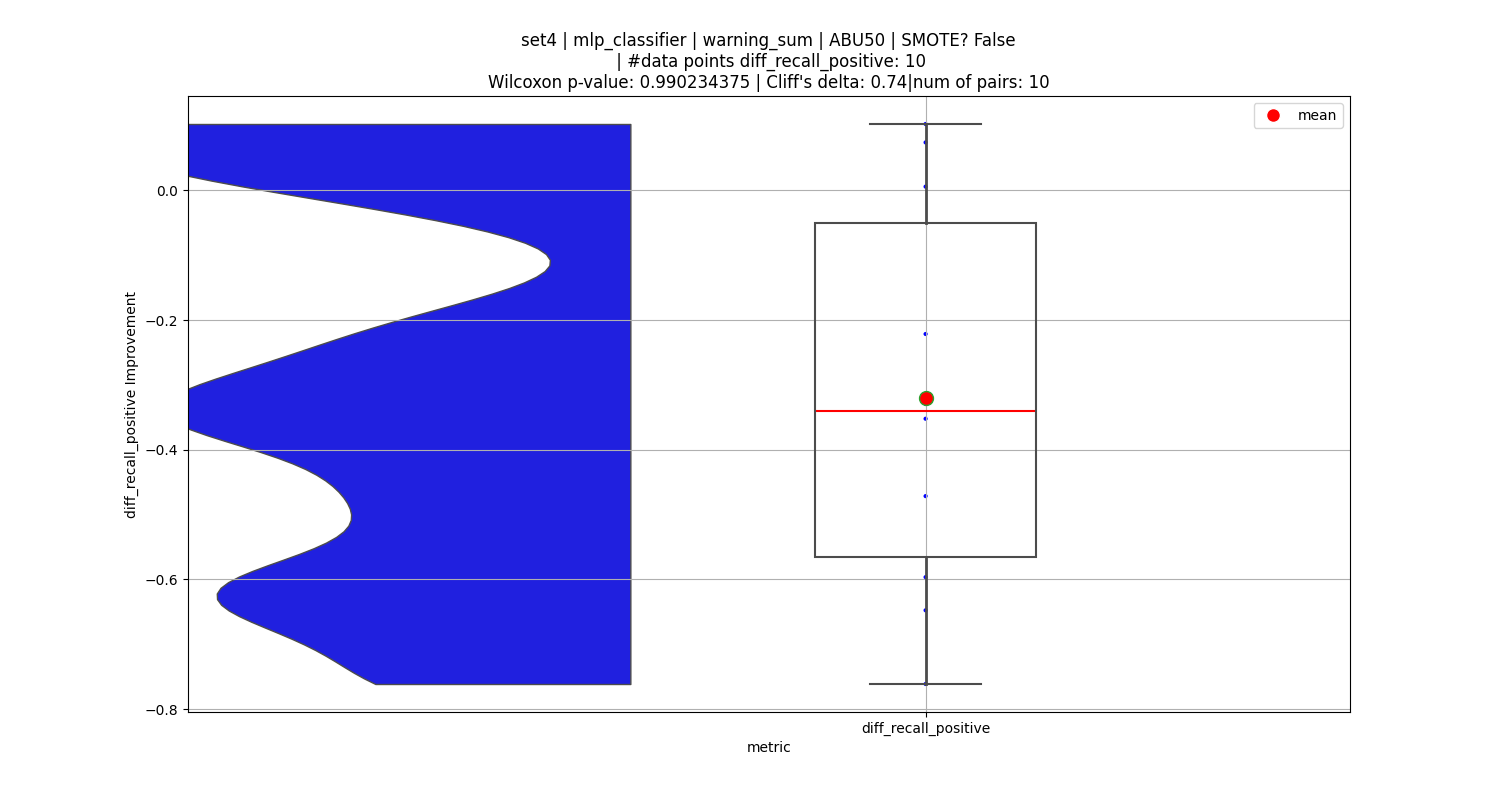 set4 | mlp_classifier | warning_sum | ABU50 | SMOTE? False
| #data points diff_recall_positive: 10
Wilcoxon p-value: 0.990234375 | Cliff's delta: 0.74|num of pairs: 10
mean
diff_recall_positive Improvement
0.0
−0.2
−0.4
−0.6
−0.8
diff_recall_positive
metric